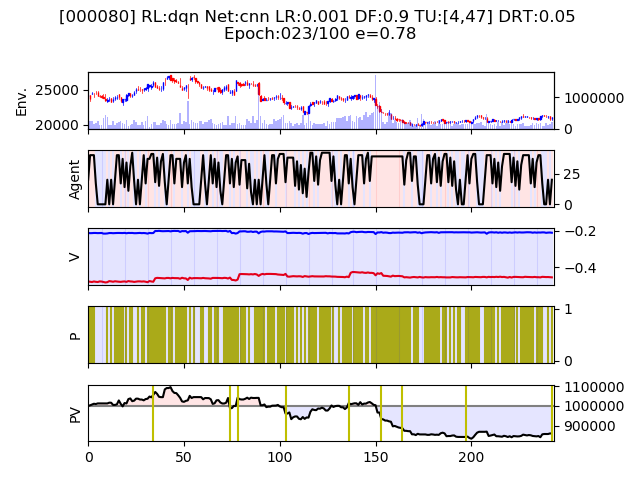 [000080] RL:dqn Net:cnn LR:0.001 DF:0.9 TU:[4,47] DRT:0.05
Epoch:023/100 e=0.78
Env.
25000
20000
1000000
0
Agent
25
0
V
−0.2
−0.4
P
1
0
PV
1100000
1000000
900000
0
50
100
150
200